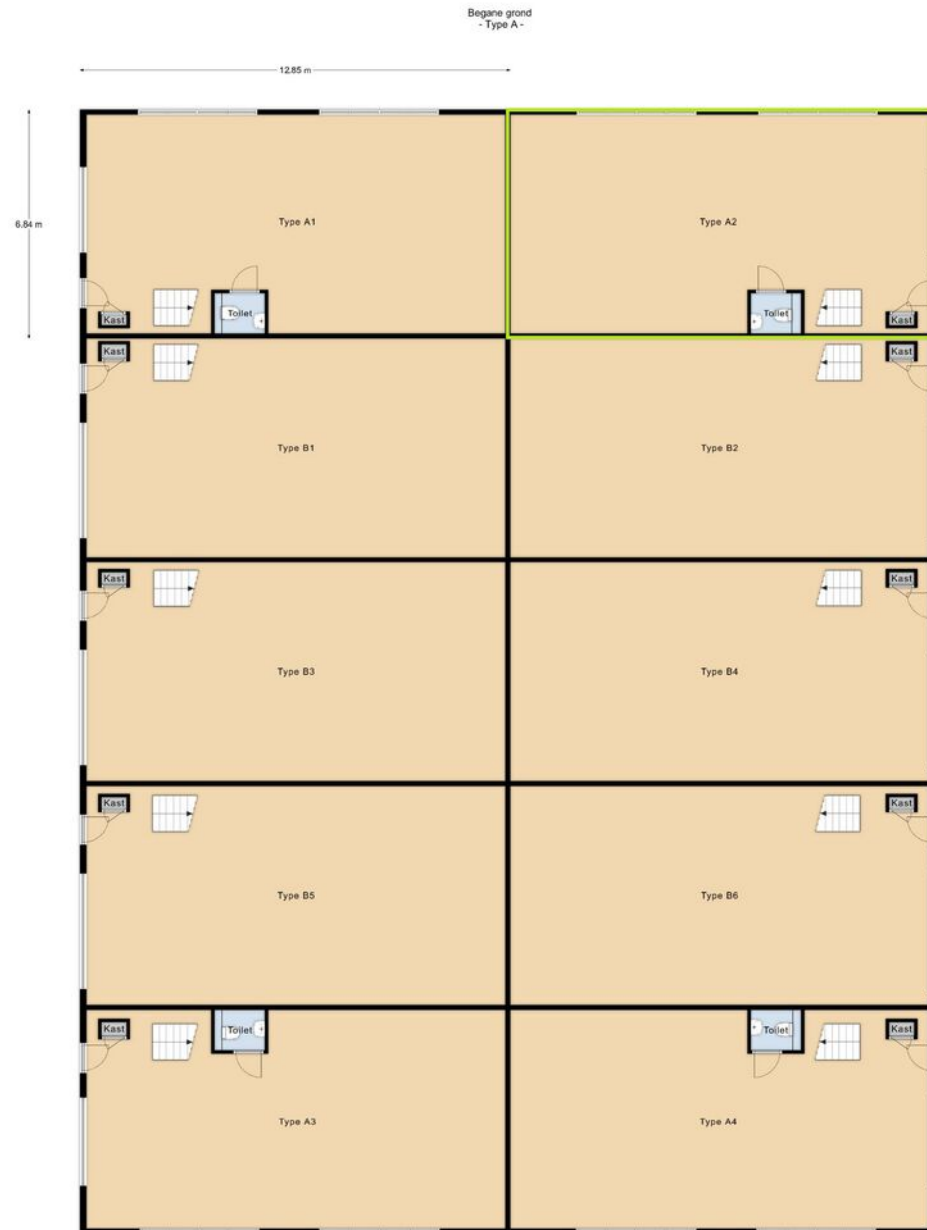 Begane grond
- Type A -
12.85 m
6.84 m
Type A1
Type A2
Toilet
Toilet
Kast
Kast
Kast
Kast
Type B1
Type B2
Kast
Kast
Type B3
Type B4
Kast
Kast
Type B5
Type B6
Kast
Toilet
Toilet
Kast
Type A3
Type A4